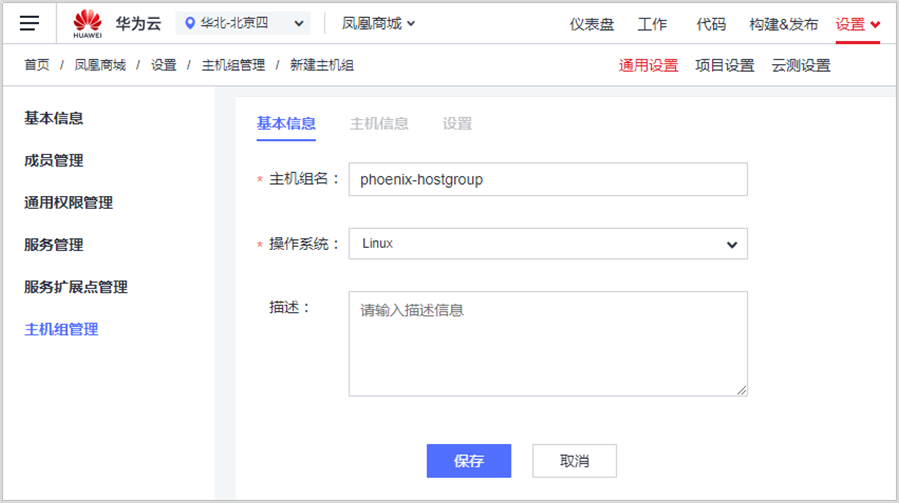 HUAWEI 华为云 华北-北京四 凤凰商城 仪表盘 工作 代码 构建&发布 设置
首页 / 凤凰商城 / 设置 / 主机组管理 / 新建主机组 通用设置 项目设置 云测设置
基本信息
成员管理
通用权限管理
服务管理
服务扩展点管理
主机组管理
基本信息 主机信息 设置
* 主机组名： phoenix-hostgroup
* 操作系统： Linux
描述： 请输入描述信息
保存 取消